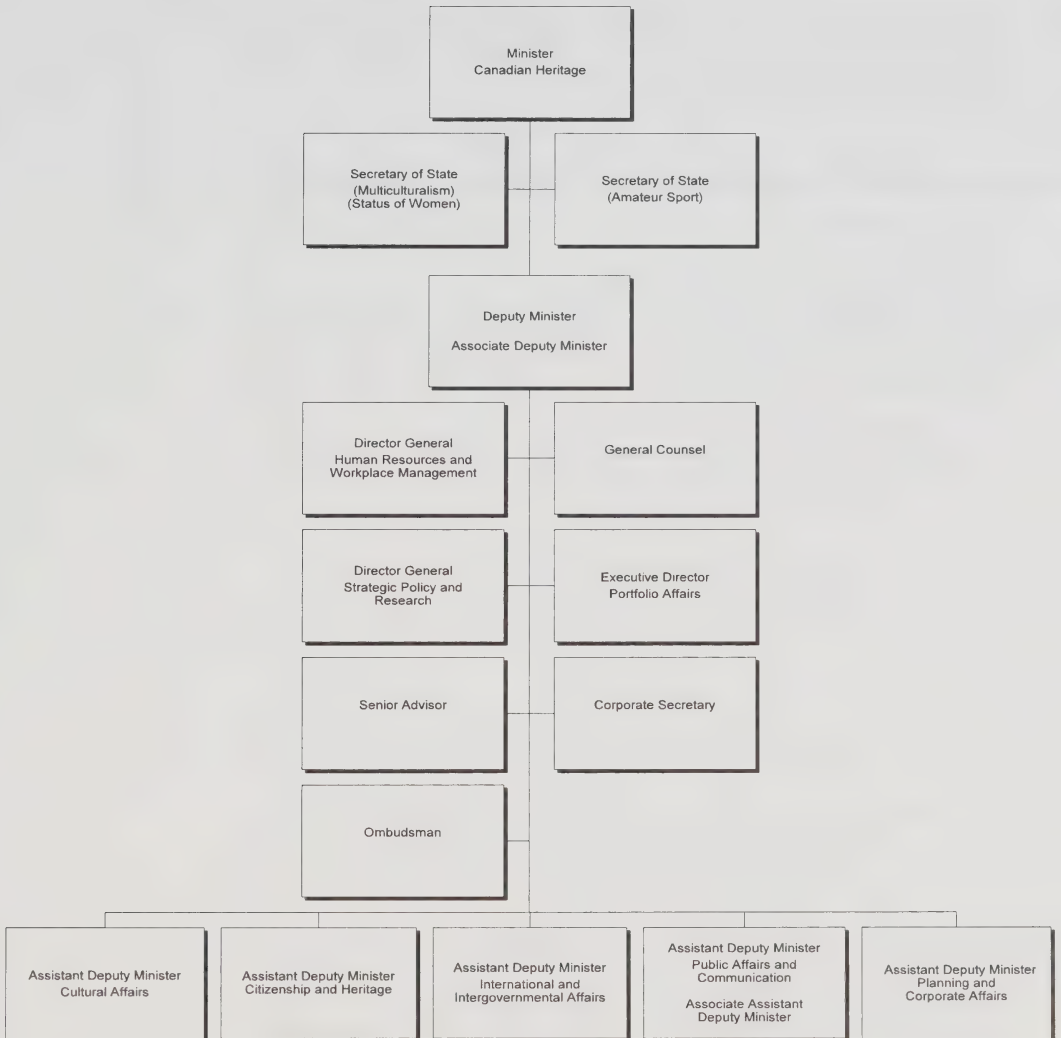 Minister
Canadian Heritage
Secretary of State
(Multiculturalism)
(Status of Women)
Secretary of State
(Amateur Sport)
Deputy Minister
Associate Deputy Minister
Director General
Human Resources and
Workplace Management
General Counsel
Director General
Strategic Policy and
Research
Executive Director
Portfolio Affairs
Senior Advisor
Corporate Secretary
Ombudsman
Assistant Deputy Minister
Cultural Affairs
Assistant Deputy Minister
Citizenship and Heritage
Assistant Deputy Minister
International and
Intergovernmental Affairs
Assistant Deputy Minister
Public Affairs and
Communication
Associate Assistant
Deputy Minister
Assistant Deputy Minister
Planning and
Corporate Affairs